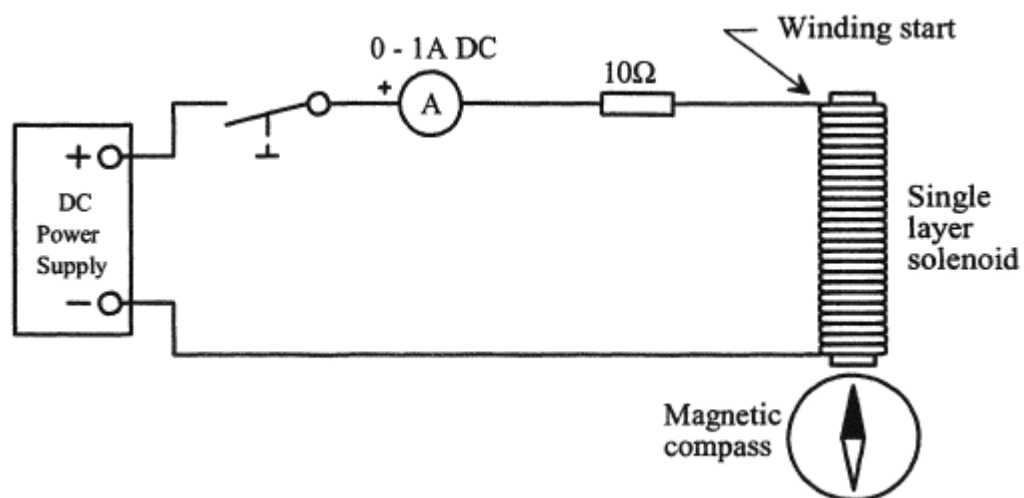 Winding start
0 - 1A DC
10Ω
+
A
+
DC
Power
Supply
−
Single
layer
solenoid
Magnetic
compass